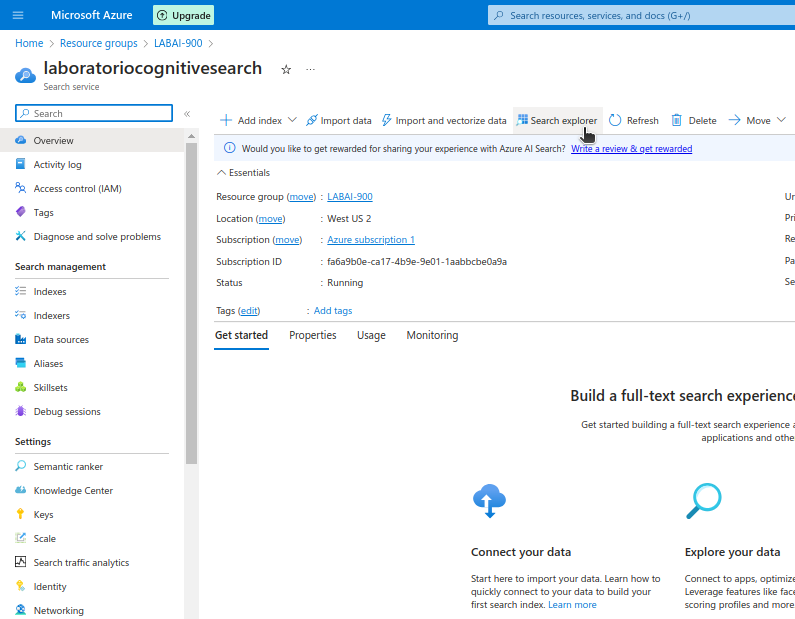 Microsoft Azure
Upgrade
Search resources, services, and docs (G+/)
Home > Resource groups > LABAI-900 >
laboratoriocognitivesearch
Search service
Search
Overview
Activity log
Access control (IAM)
Tags
Diagnose and solve problems
Search management
Indexes
Indexers
Data sources
Aliases
Skillsets
Debug sessions
Settings
Semantic ranker
Knowledge Center
Keys
Scale
Search traffic analytics
Identity
Networking
Add index Import data Import and vectorize data Search explorer Refresh Delete Move
Would you like to get rewarded for sharing your experience with Azure AI Search? Write a review & get rewarded
Essentials
Resource group (move) : LABAI-900
Location (move) : West US 2
Subscription (move) : Azure subscription 1
Subscription ID : fa6a9b0e-ca17-4b9e-9e01-1aabbcbe0a9a
Status : Running
Tags (edit) : Add tags
Ur
Pri
Re
Pa
Se
Get started Properties Usage Monitoring
Build a full-text search experience
Get started building a full-text search experience a
applications and othe
Connect your data
Start here to import your data. Learn how to
quickly connect to your data to build your
first search index. Learn more
Explore your data
Connect to apps, optimize
Leverage features like face
scoring profiles and more